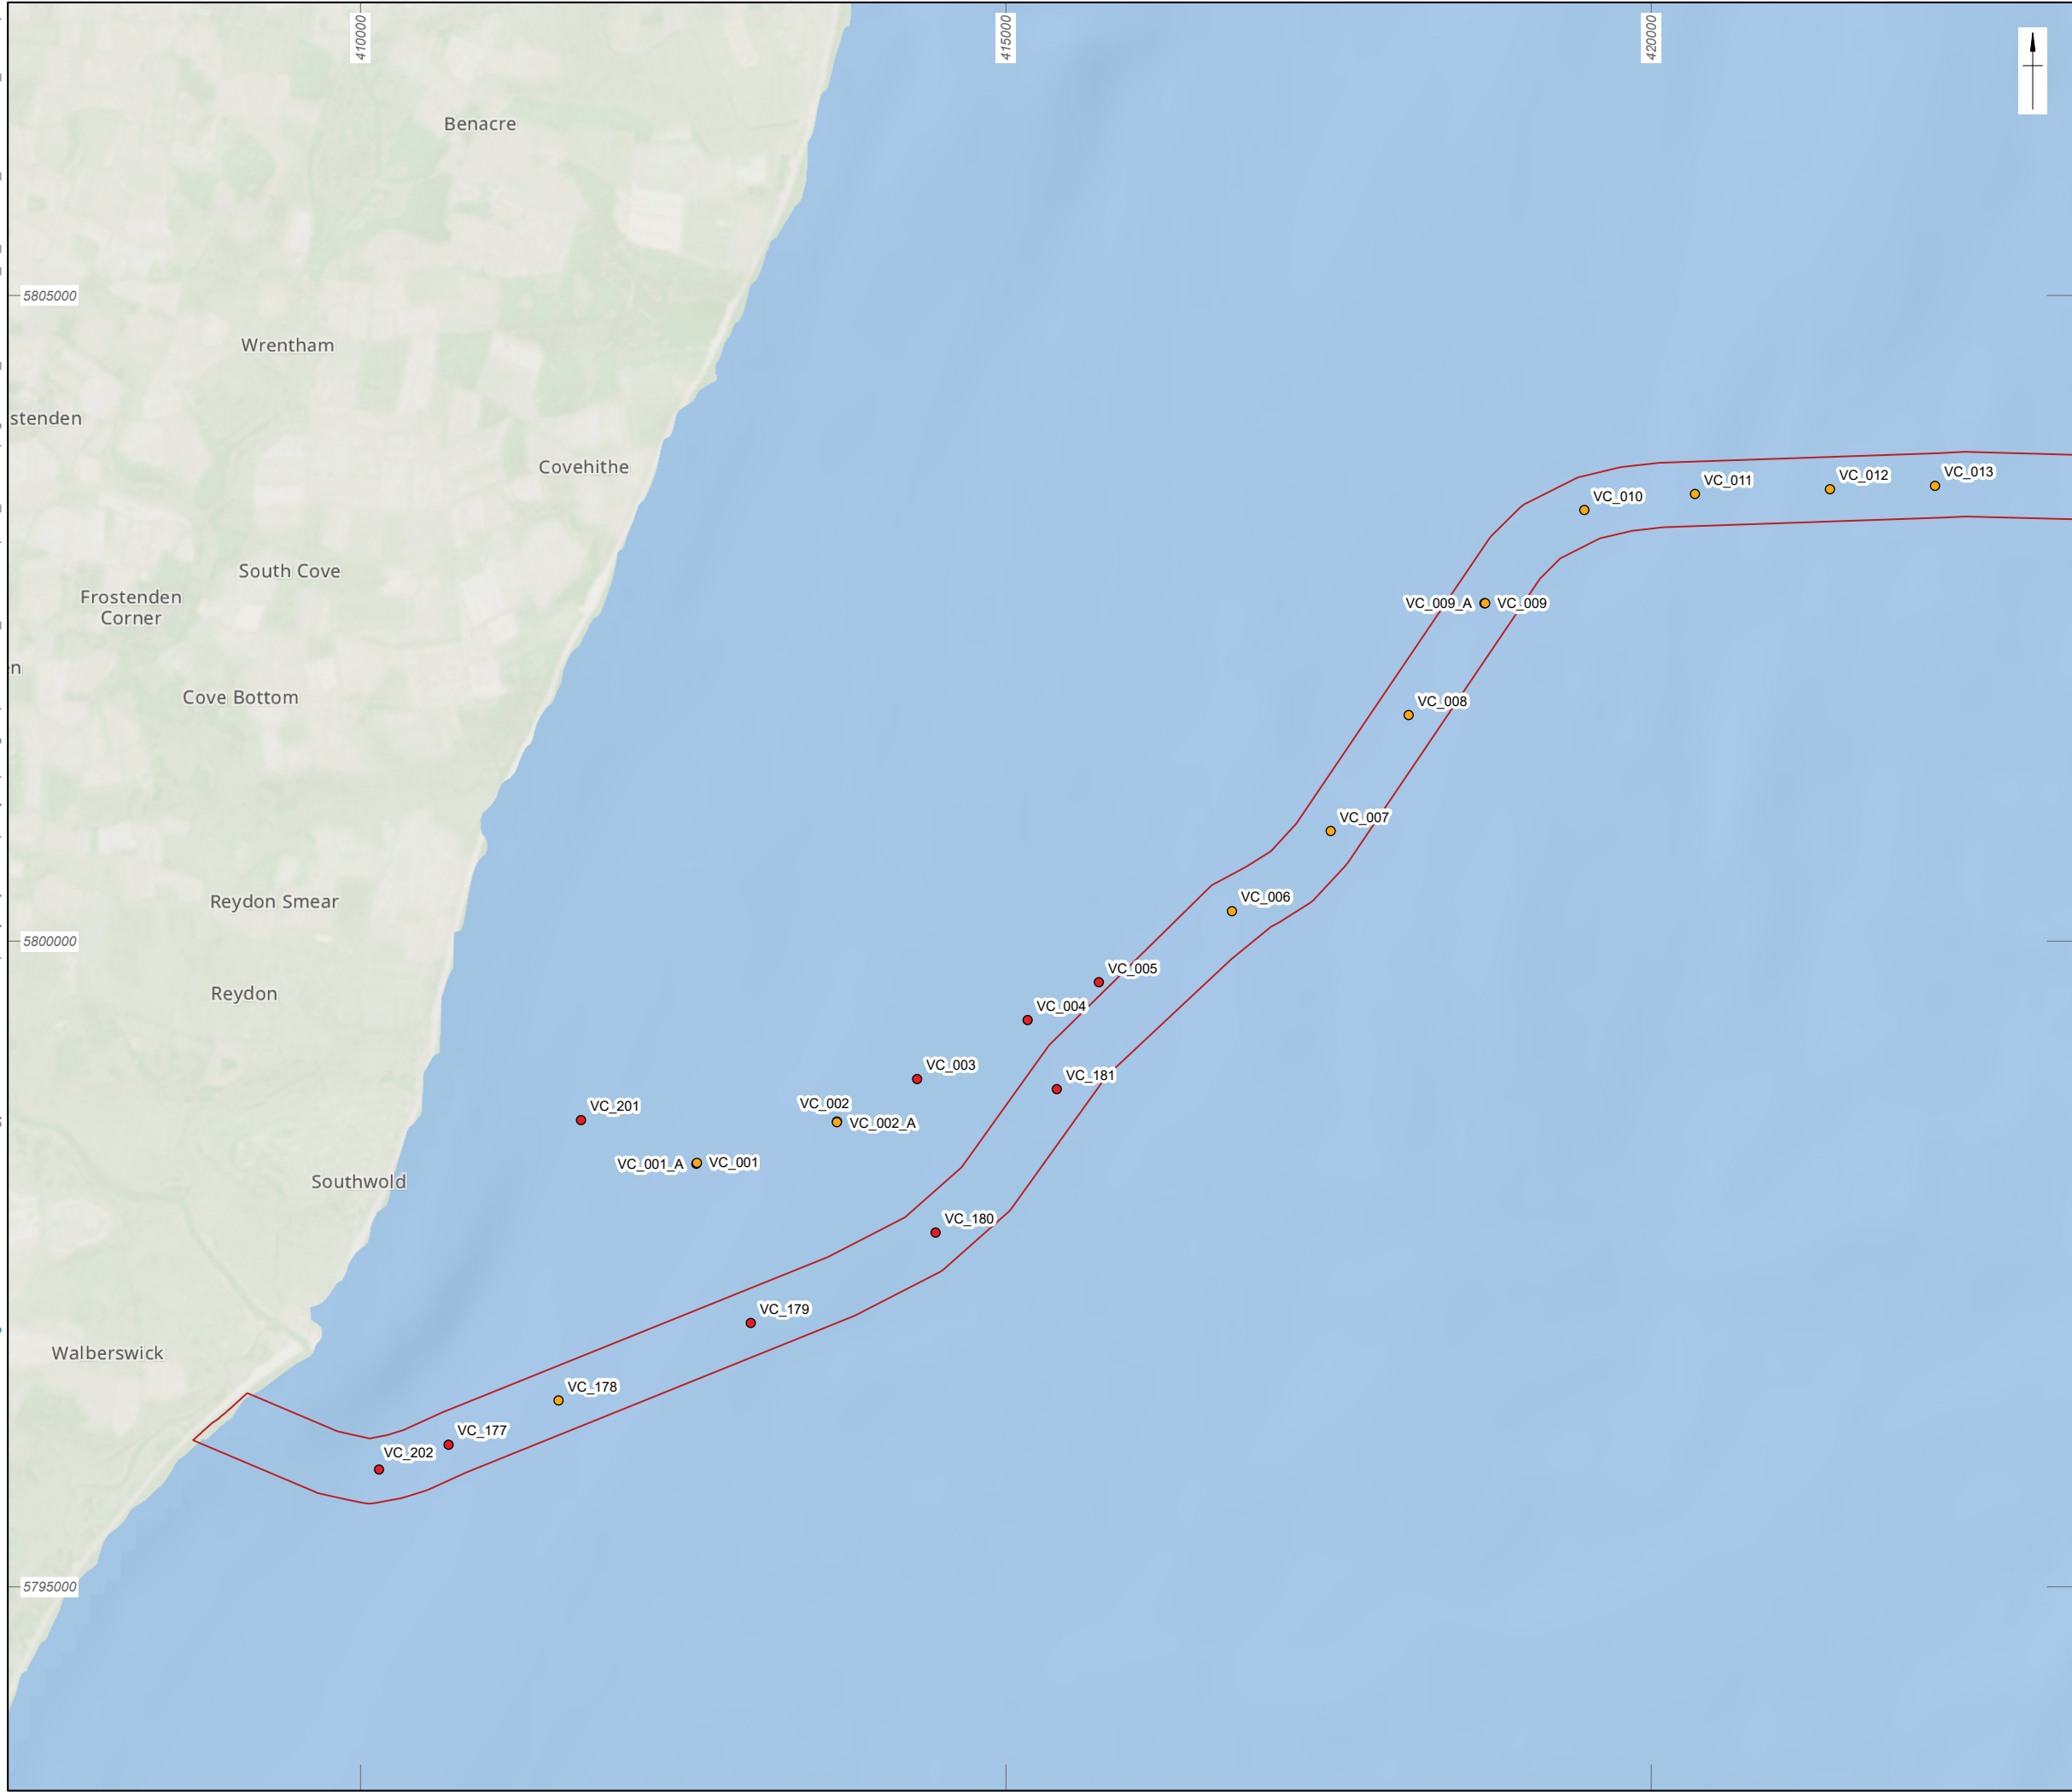 410000
415000
420000
Benacre
5805000
Wrentham
stenden
Covehithe
VC_013
VC_012
VC_011
VC_010
South Cove
Frostenden
Corner
VC_009_A
VC_009
en
Cove Bottom
VC_008
VC_007
Reydon Smear
VC_006
5800000
VC_005
Reydon
VC_004
VC_003
VC_181
VC_002
VC_201
VC_002_A
VC_001_A
VC_001
Southwold
VC_180
VC_179
Walberswick
VC_178
VC_177
VC_202
5795000